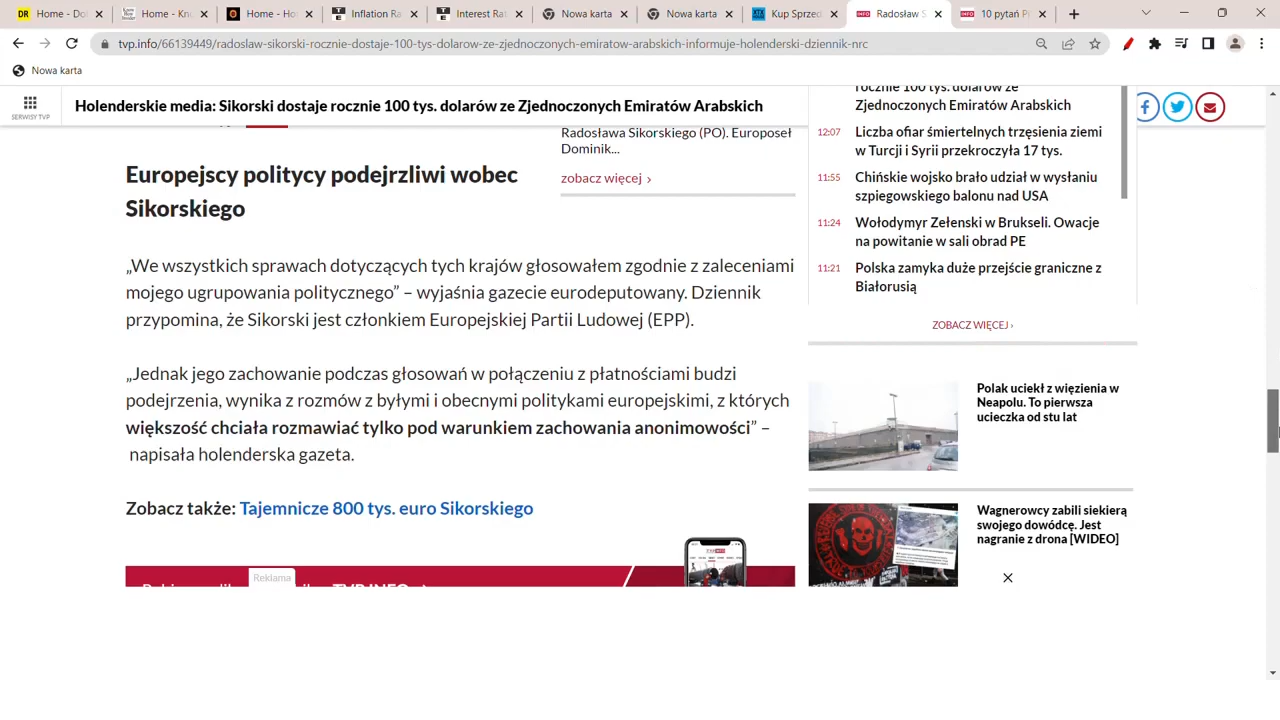 Home - Do
Home - Kno
Home - Ho
Inflation Ra
Interest Rat
Nowa karta
Nowa karta
Kup Sprzed
Radosław S
10 pytań Pi
tvp.info/66139449/radoslaw-sikorski-rocznie-dostaje-100-tys-dolarow-ze-zjednoczonych-emiratow-arabskich-informuje-holenderski-dziennik-nrc
Nowa karta
SERWISY TVP
Holenderskie media: Sikorski dostaje rocznie 100 tys. dolarów ze Zjednoczonych Emiratów Arabskich
Radosława Sikorskiego (PO). Europoseł
Dominik...
zobacz więcej ›
Europejscy politycy podejrzliwi wobec
Sikorskiego
„We wszystkich sprawach dotyczących tych krajów głosowałem zgodnie z zaleceniami
mojego ugrupowania politycznego” – wyjaśnia gazecie eurodeputowany. Dziennik
przypomina, że Sikorski jest członkiem Europejskiej Partii Ludowej (EPP).
„Jednak jego zachowanie podczas głosowań w połączeniu z płatnościami budzi
podejrzenia, wynika z rozmów z byłymi i obecnymi politykami europejskimi, z których
większość chciała rozmawiać tylko pod warunkiem zachowania anonimowości” –
napisała holenderska gazeta.
Zobacz także: Tajemnicze 800 tys. euro Sikorskiego
Reklama
rocznie 100 tys. dolarów ze
Zjednoczonych Emiratów Arabskich
12:07 Liczba ofiar śmiertelnych trzęsienia ziemi
w Turcji i Syrii przekroczyła 17 tys.
11:55 Chińskie wojsko brało udział w wysłaniu
szpiegowskiego balonu nad USA
11:24 Wołodymyr Zełenski w Brukseli. Owacje
na powitanie w sali obrad PE
11:21 Polska zamyka duże przejście graniczne z
Białorusią
ZOBACZ WIĘCEJ ›
Polak uciekł z więzienia w
Neapolu. To pierwsza
ucieczka od stu lat
Wagnerowcy zabili siekierą
swojego dowódcę. Jest
nagranie z drona [WIDEO]